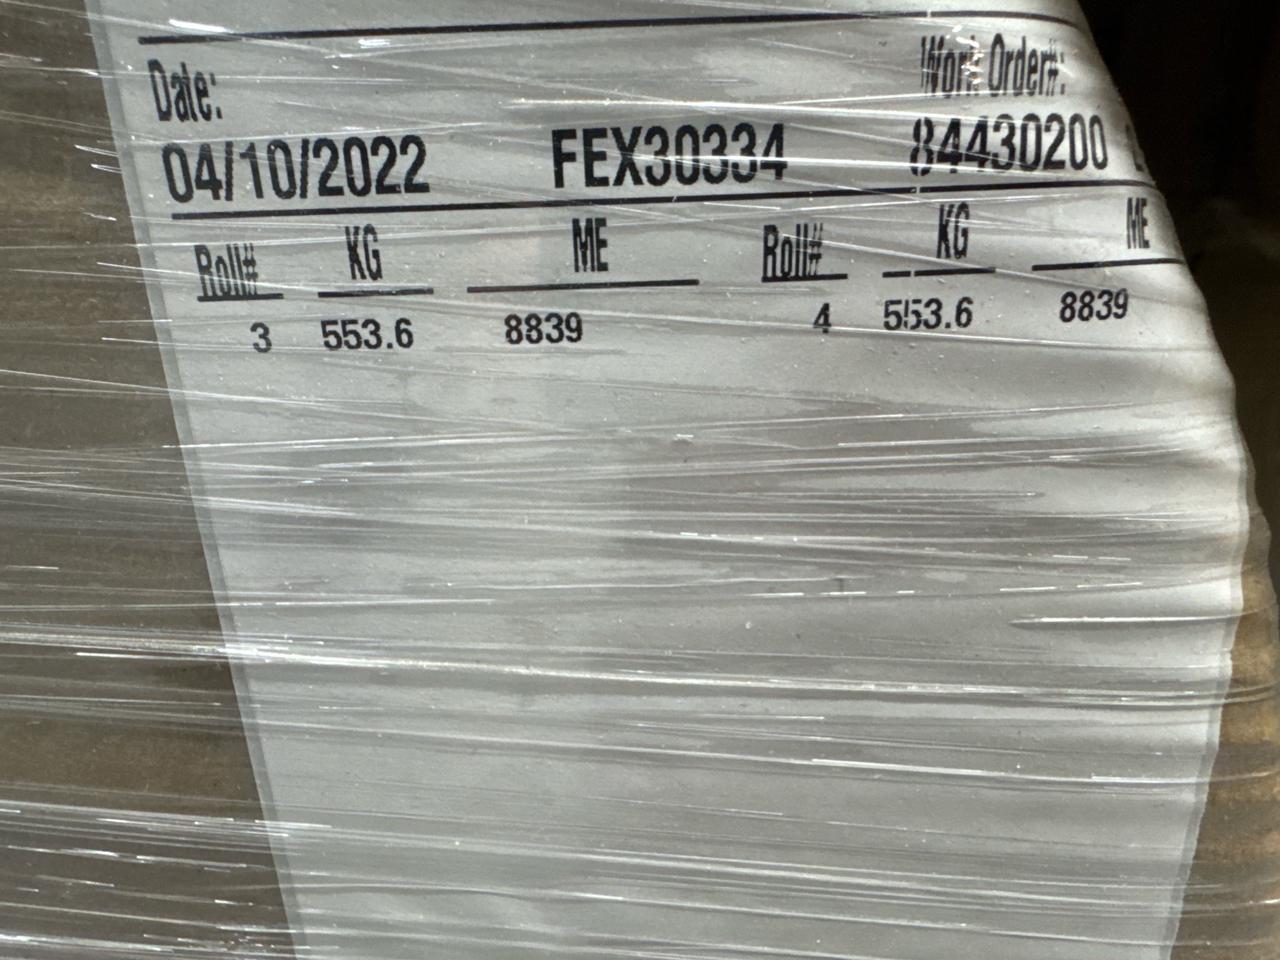 Date: Work Order#:
04/10/2022 FEX30334 84430200
Roll# KG ME Roll# KG ME
3 553.6 8839 4 553.6 8839